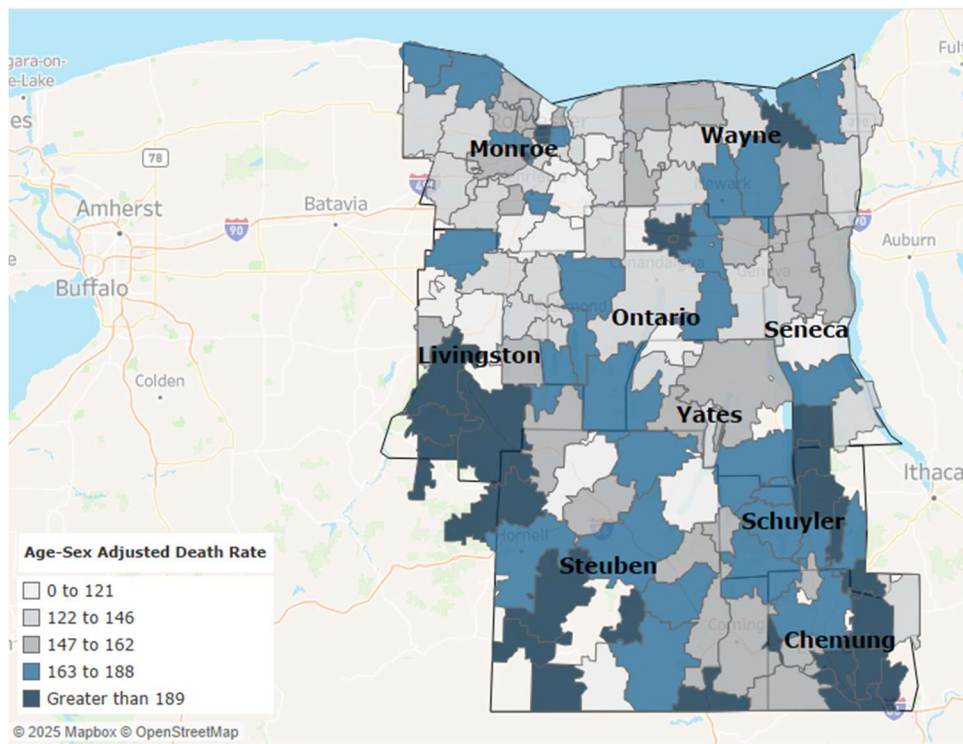 Ful
78
Monroe
Wayne
Amherst
Batavia
Newark
90
90
Auburn
Buffalo
Canandaigua
Geneva
Ontario
Seneca
Livingston
Colden
Yates
Ithaca
Schuyler
Hornell
Steuben
Corning
Chemung
Age-Sex Adjusted Death Rate
0 to 121
122 to 146
147 to 162
163 to 188
Greater than 189
© 2025 Mapbox © OpenStreetMap